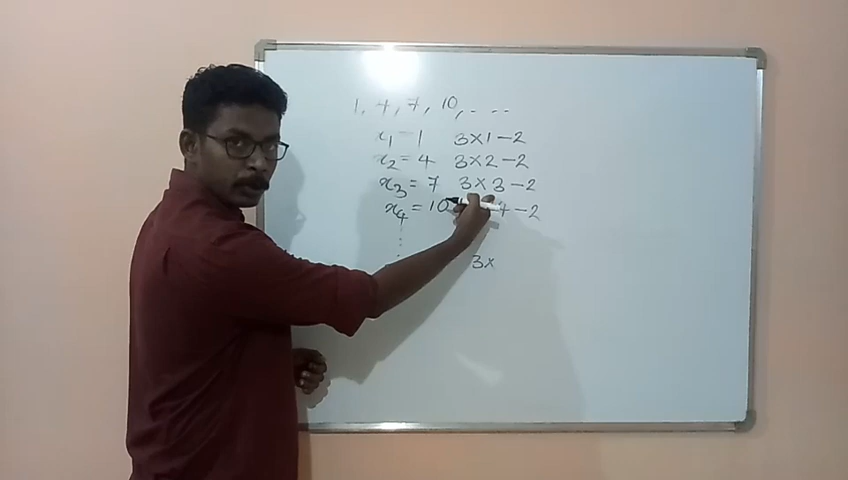 1, 4, 7, 10, . . . .
x₁ = 1 3×1-2
x₂ = 4 3×2-2
x₃ = 7 3×3-2
x₄ = 10 4-2
3×